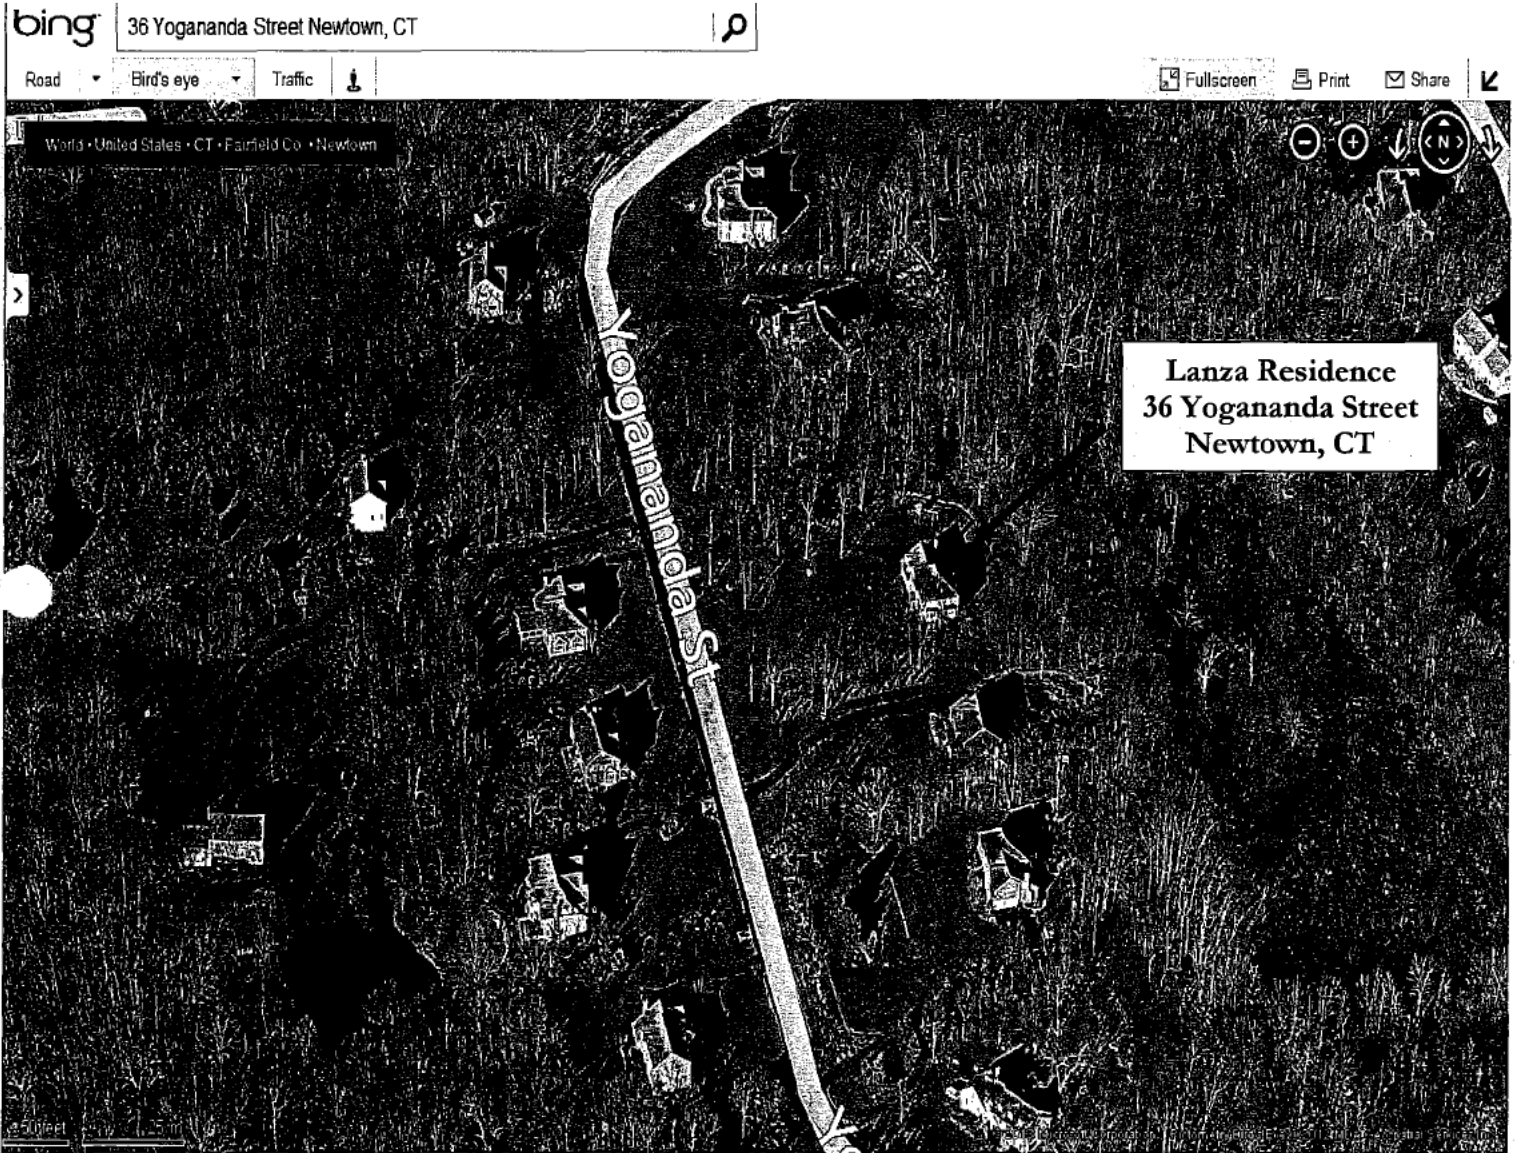 bing
36 Yogananda Street Newtown, CT
Road
Bird's eye
Traffic
Fullscreen
Print
Share
World • United States • CT • Fairfield Co • Newtown
N
Yogananda St
Lanza Residence
36 Yogananda Street
Newtown, CT
Yo